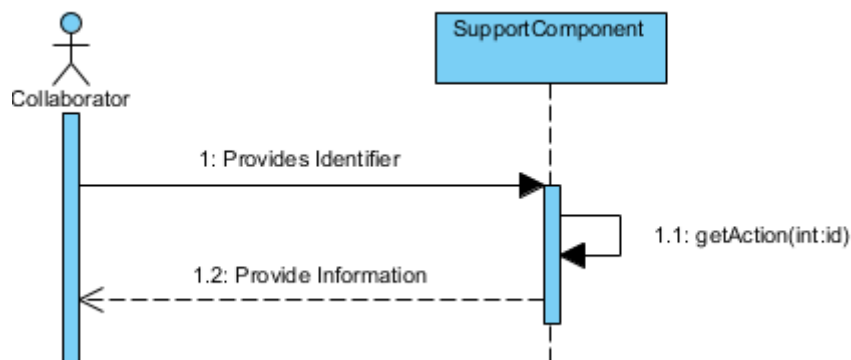 SupportComponent
Collaborator
1: Provides Identifier
1.1: getAction(int:id)
1.2: Provide Information